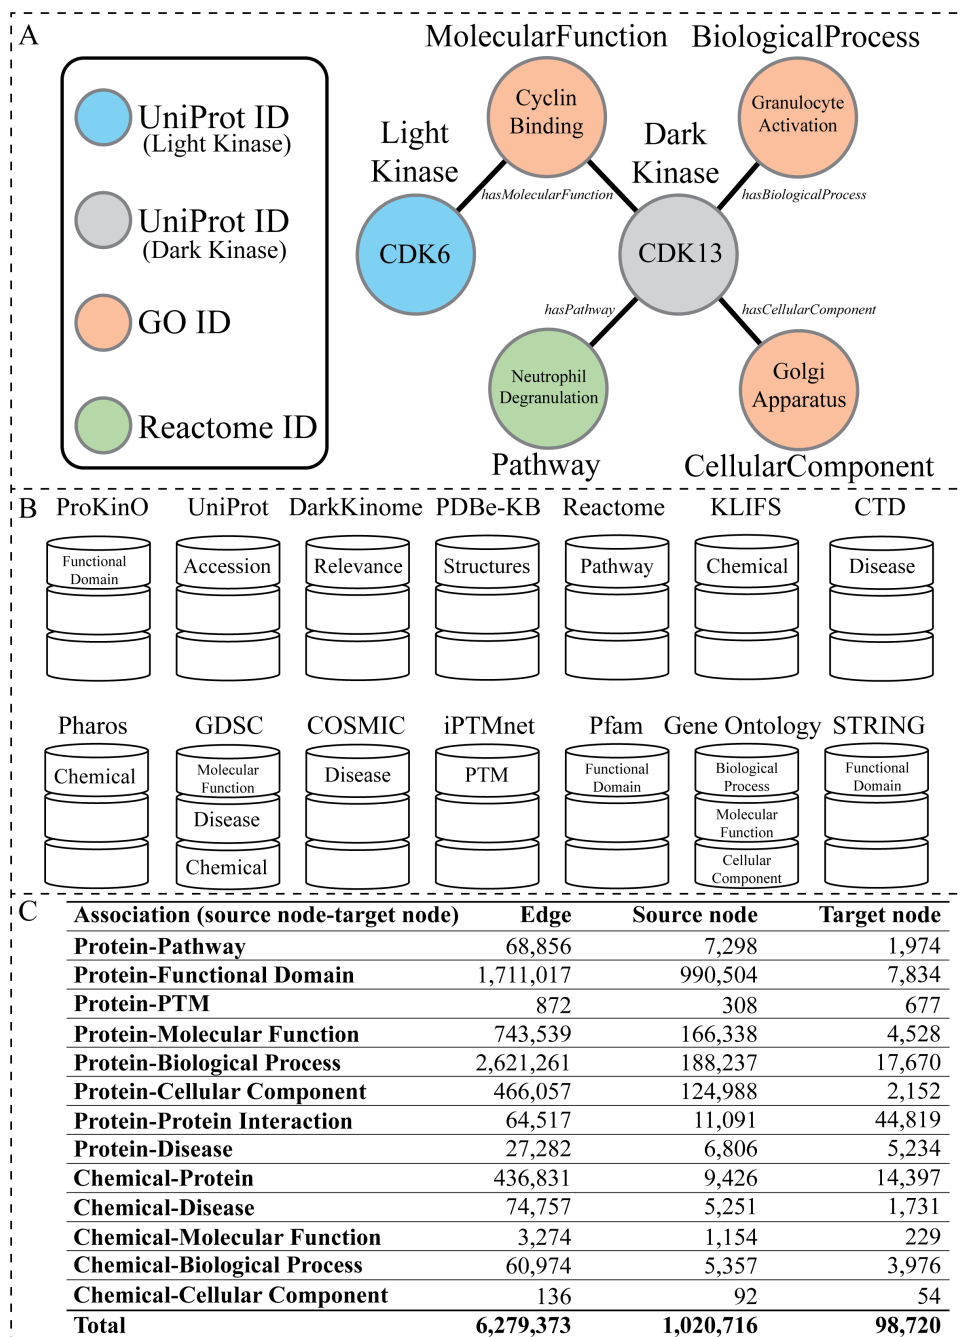 A
UniProt ID
(Light Kinase)
UniProt ID
(Dark Kinase)
GO ID
Reactome ID
MolecularFunction
BiologicalProcess
Cyclin
Binding
Granulocyte
Activation
Light
Kinase
Dark
Kinase
hasMolecularFunction
hasBiologicalProcess
CDK6
CDK13
hasPathway
hasCellularComponent
Neutrophil
Degranulation
Golgi
Apparatus
Pathway
CellularComponent
B
ProKinO UniProt DarkKinome PDBe-KB Reactome KLIFS CTD
Functional
Domain
Accession
Relevance
Structures
Pathway
Chemical
Disease
Pharos GDSC COSMIC iPTMnet Pfam Gene Ontology STRING
Chemical
Molecular
Function
Disease
Chemical
Disease
PTM
Functional
Domain
Biological
Process
Molecular
Function
Cellular
Component
Functional
Domain
C
Association (source node-target node) Edge Source node Target node
Protein-Pathway 68,856 7,298 1,974
Protein-Functional Domain 1,711,017 990,504 7,834
Protein-PTM 872 308 677
Protein-Molecular Function 743,539 166,338 4,528
Protein-Biological Process 2,621,261 188,237 17,670
Protein-Cellular Component 466,057 124,988 2,152
Protein-Protein Interaction 64,517 11,091 44,819
Protein-Disease 27,282 6,806 5,234
Chemical-Protein 436,831 9,426 14,397
Chemical-Disease 74,757 5,251 1,731
Chemical-Molecular Function 3,274 1,154 229
Chemical-Biological Process 60,974 5,357 3,976
Chemical-Cellular Component 136 92 54
Total 6,279,373 1,020,716 98,720